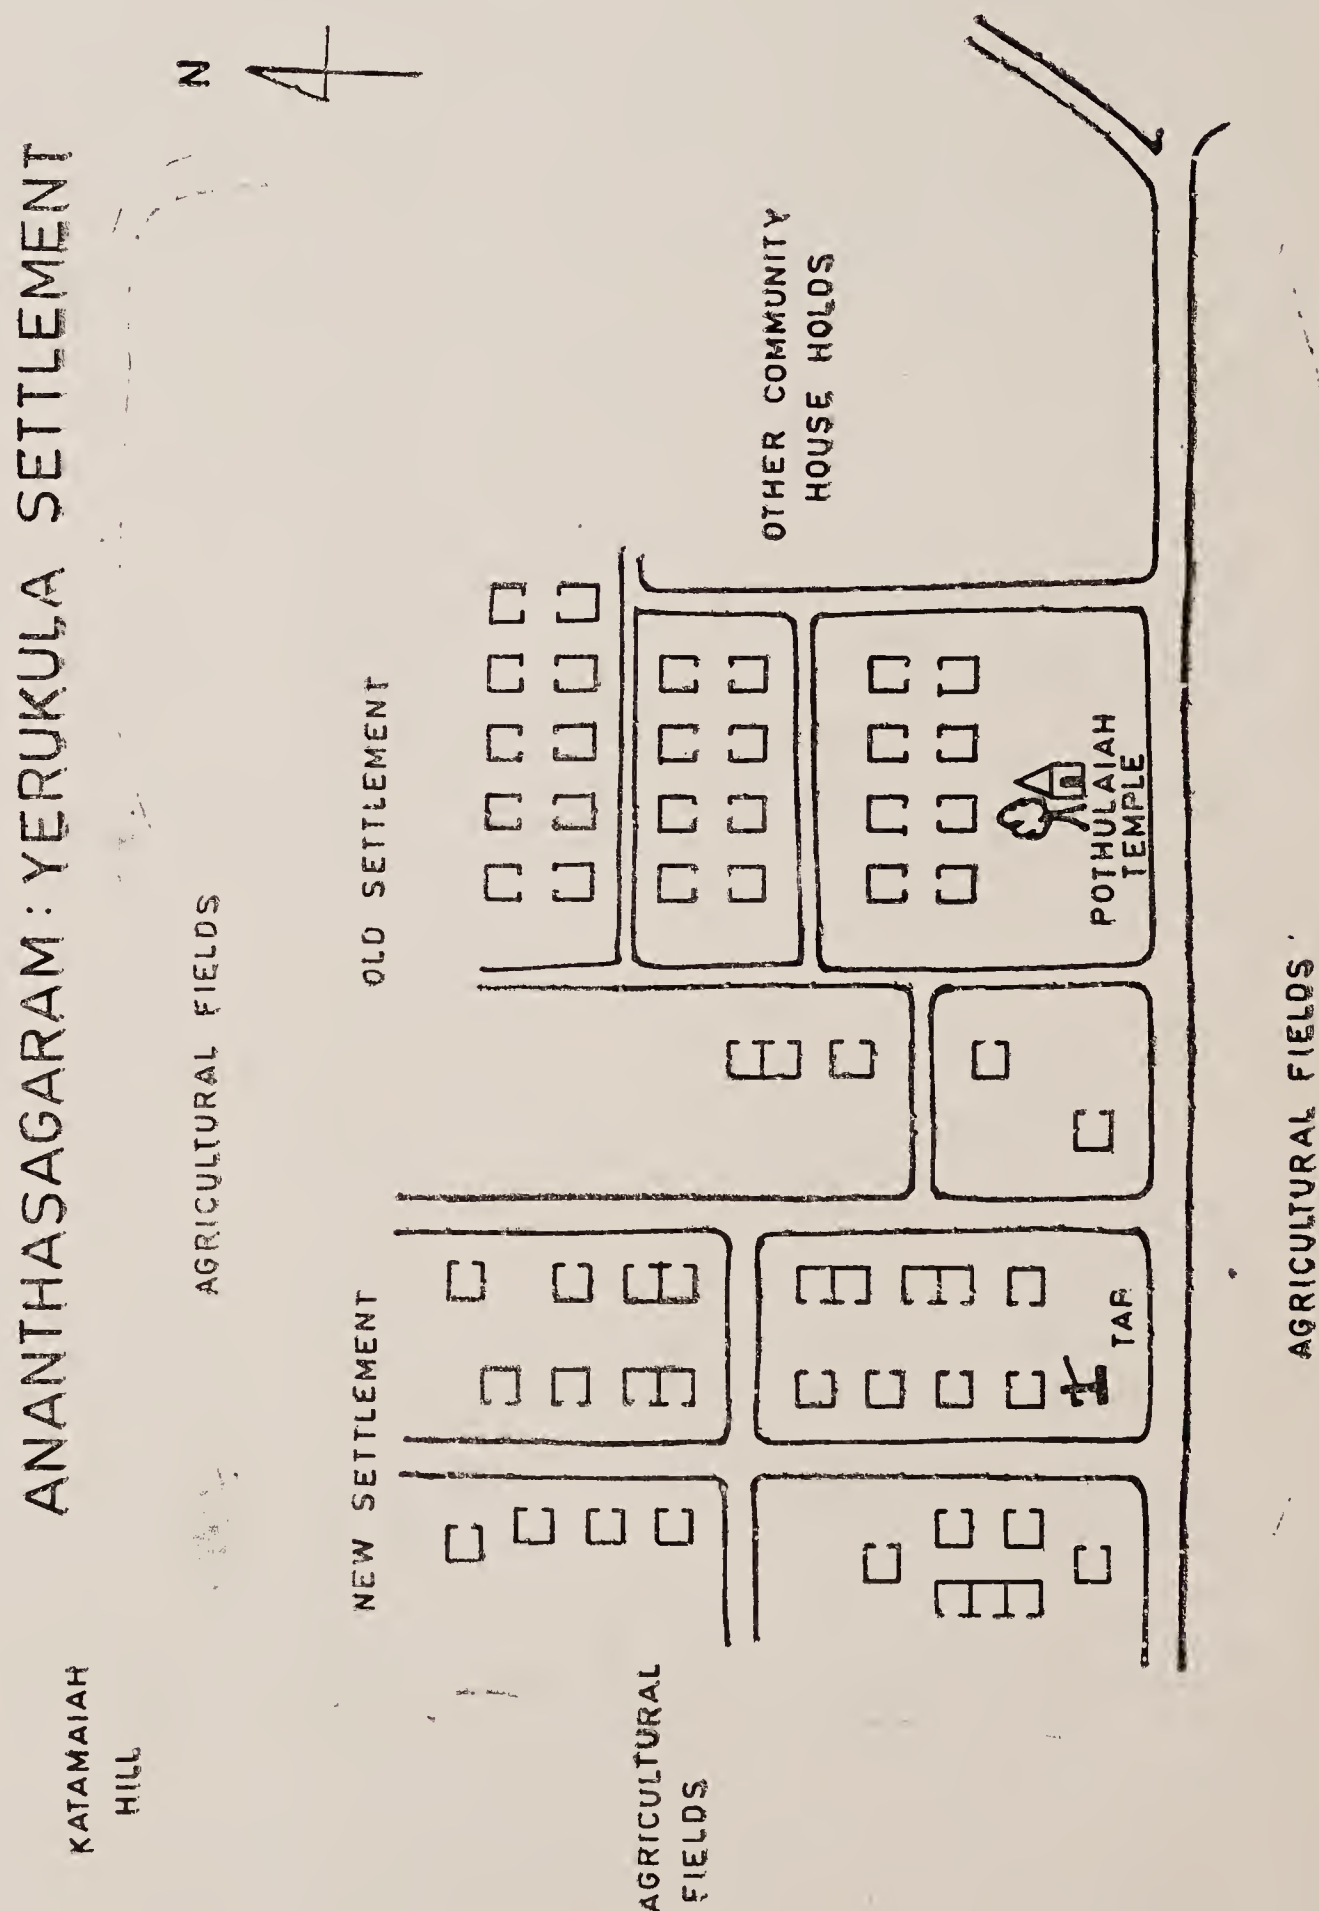 ANANTHASAGARAM: YERUKULA SETTLEMENT
N
KATAMAIAH
HILL
AGRICULTURAL FIELDS
NEW SETTLEMENT
OLD SETTLEMENT
AGRICULTURAL
FIELDS
OTHER COMMUNITY
HOUSE HOLDS
POTHULAIAH
TEMPLE
TAP
AGRICULTURAL FIELDS